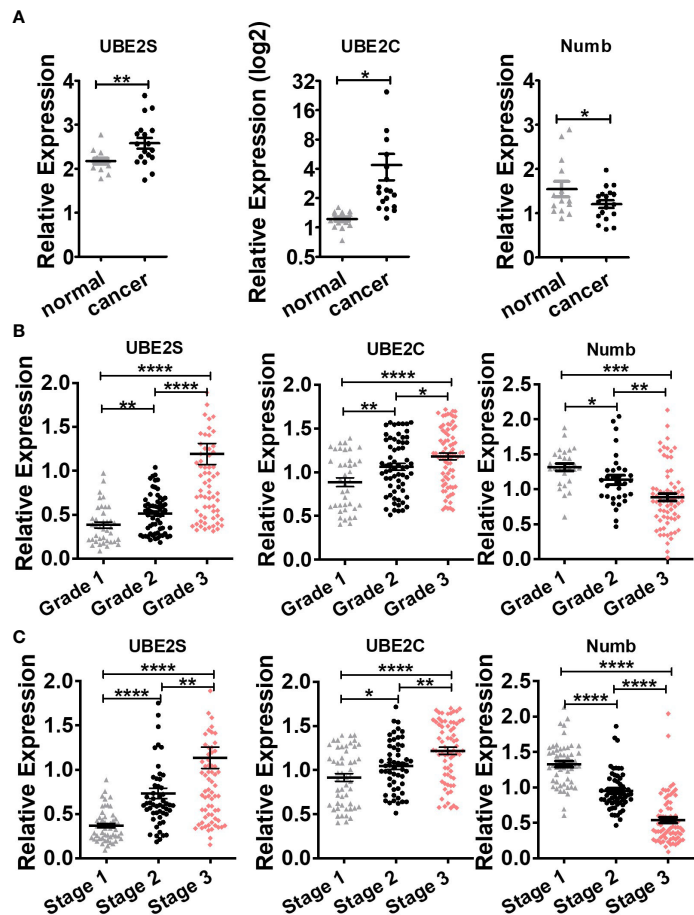 A
UBE2S
UBE2C
Numb
Relative Expression
4
3
2
1
0
**
normal
cancer
Relative Expression (log2)
32
16
8
4
2
1
0.5
*
normal
cancer
Relative Expression
4
3
2
1
0
*
normal
cancer
B
UBE2S
UBE2C
Numb
Relative Expression
2.0
1.5
1.0
0.5
0.0
****
**
****
Grade 1
Grade 2
Grade 3
Relative Expression
2.0
1.5
1.0
0.5
0.0
****
**
*
Grade 1
Grade 2
Grade 3
Relative Expression
2.5
2.0
1.5
1.0
0.5
0.0
***
*
**
Grade 1
Grade 2
Grade 3
C
UBE2S
UBE2C
Numb
Relative Expression
2.0
1.5
1.0
0.5
0.0
****
****
**
Stage 1
Stage 2
Stage 3
Relative Expression
2.0
1.5
1.0
0.5
0.0
****
*
**
Stage 1
Stage 2
Stage 3
Relative Expression
2.5
2.0
1.5
1.0
0.5
0.0
****
****
****
Stage 1
Stage 2
Stage 3